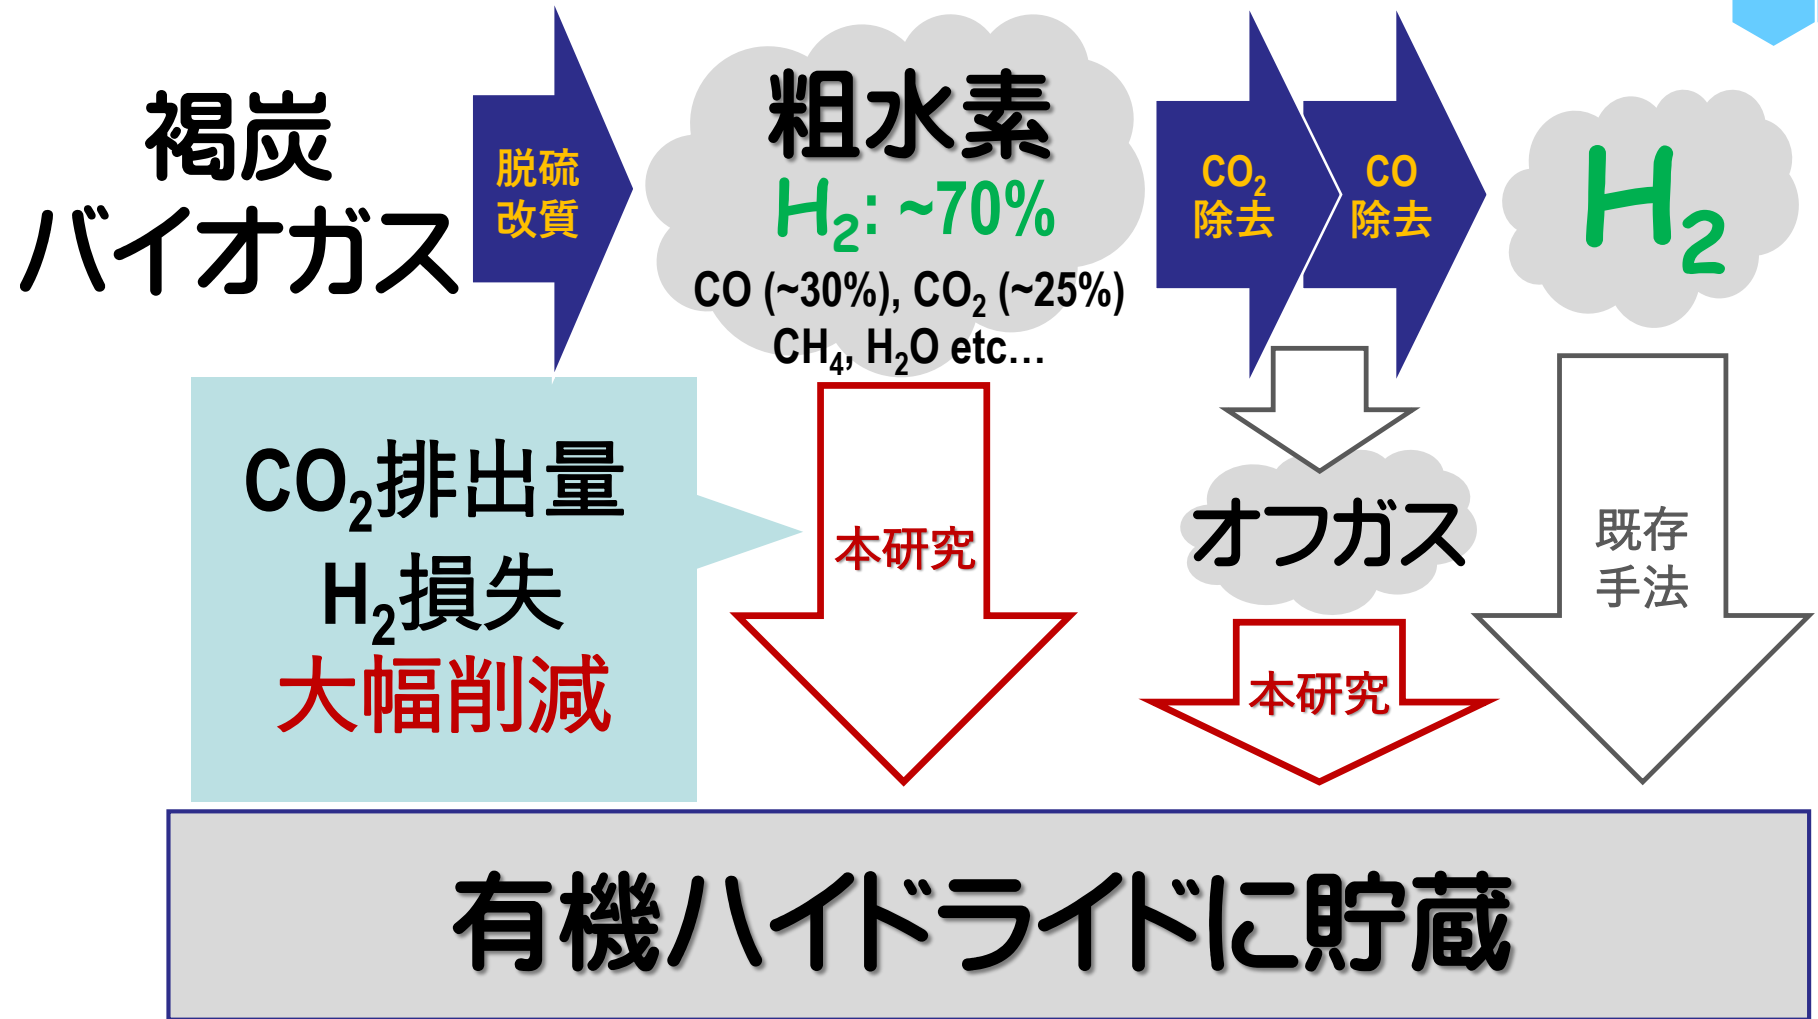 褐炭
バイオガス
脱硫
改質
粗水素
H₂: ~70%
CO (~30%), CO₂ (~25%)
CH₄, H₂O etc…
CO₂
除去
CO
除去
H₂
CO₂排出量
H₂損失
大幅削減
本研究
オフガス
本研究
既存
手法
有機ハイドライドに貯蔵